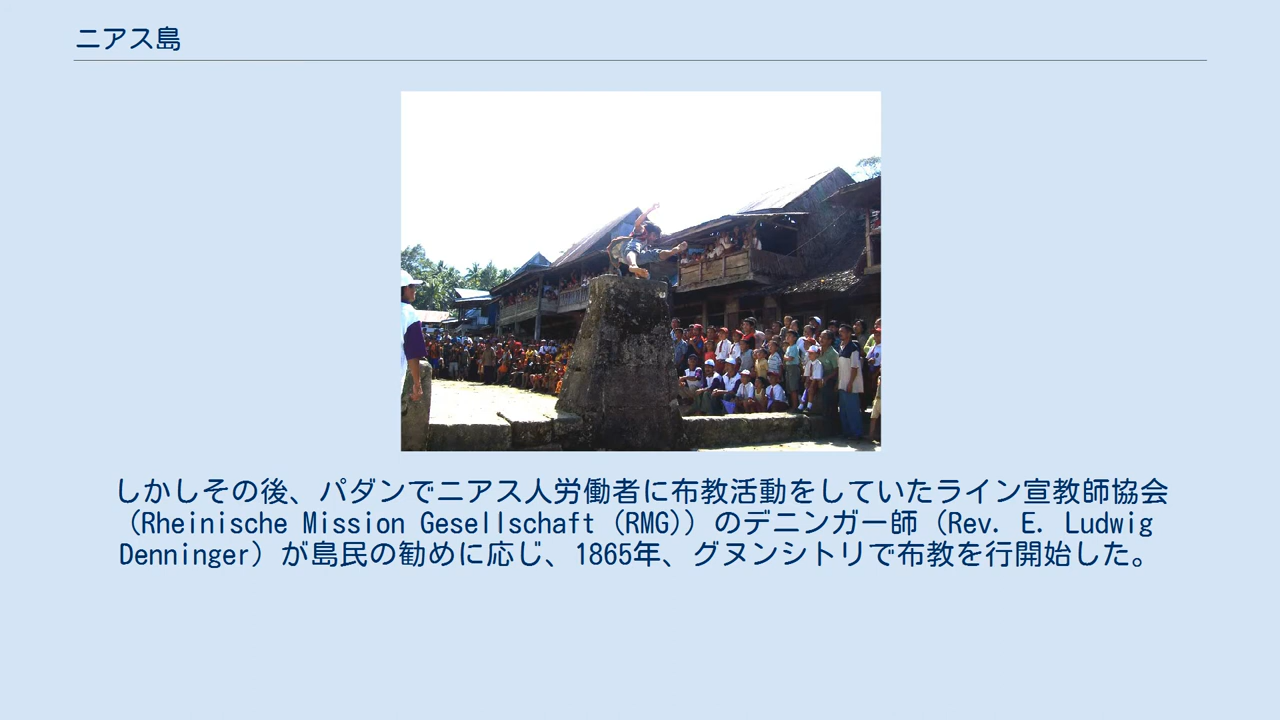 ニアス島
しかしその後、パダンでニアス人労働者に布教活動をしていたライン宣教師協会
（Rheinische Mission Gesellschaft（RMG））のデニンガー師（Rev. E. Ludwig
Denninger）が島民の勧めに応じ、1865年、グヌンシトリで布教を行開始した。